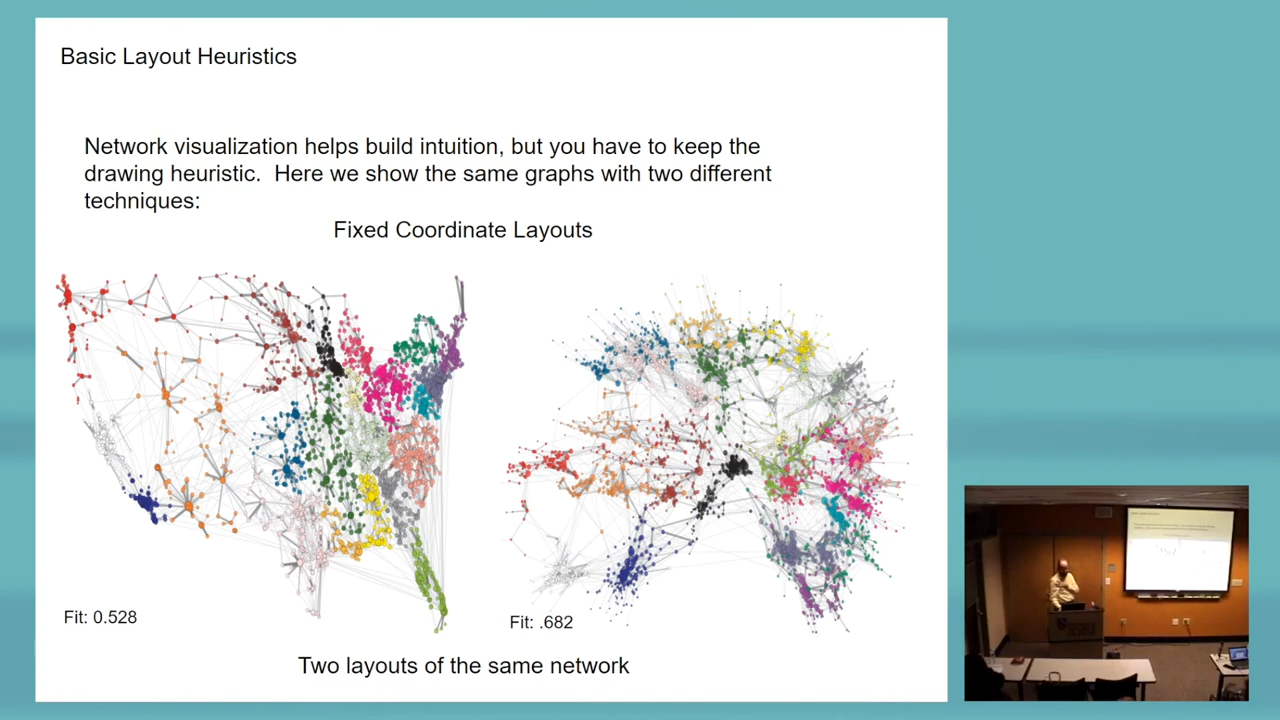 Basic Layout Heuristics
Network visualization helps build intuition, but you have to keep the
drawing heuristic.  Here we show the same graphs with two different
techniques:
Fixed Coordinate Layouts
Fit: 0.528
Fit: .682
Two layouts of the same network